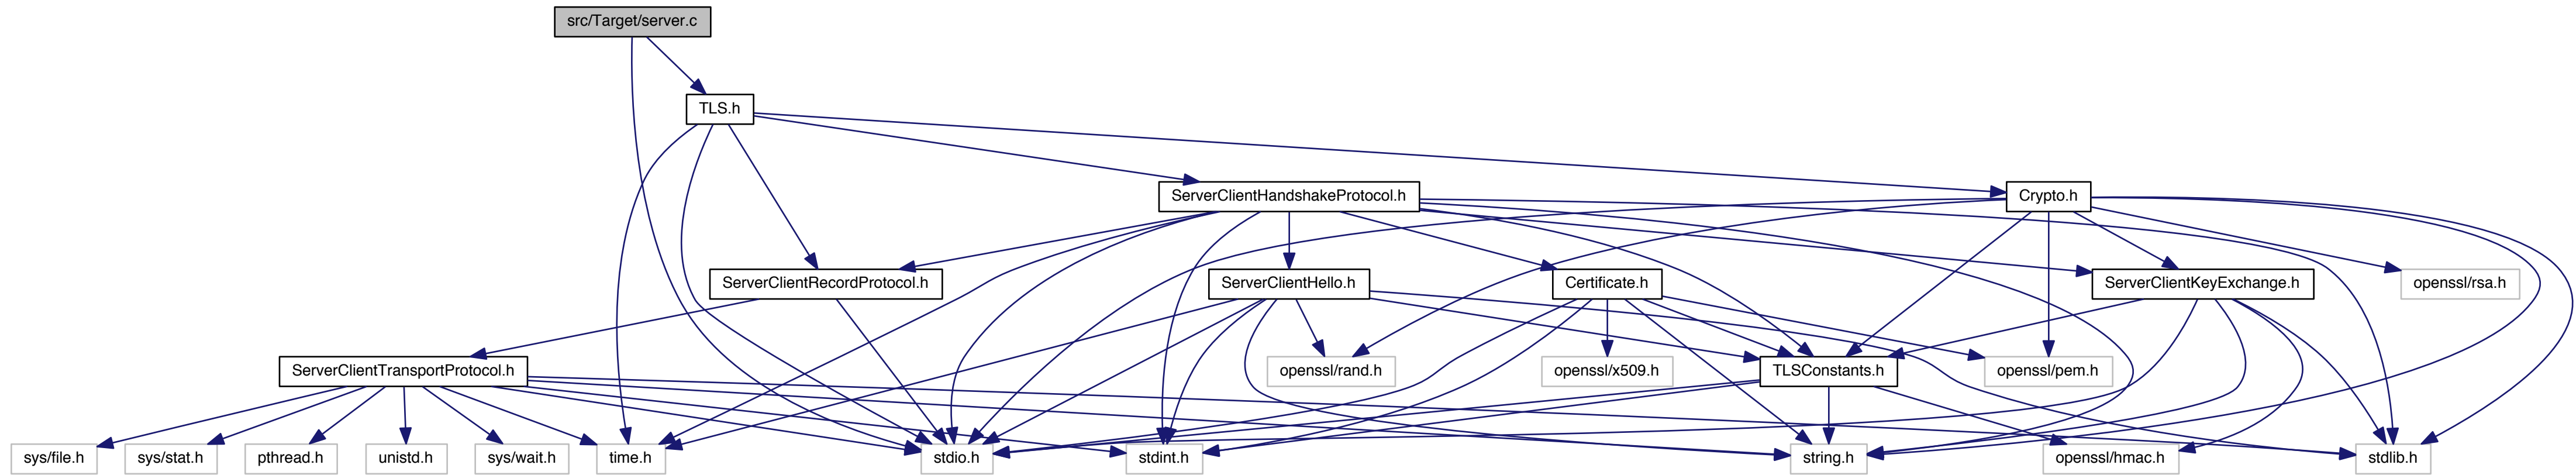 src/Target/server.c
TLS.h
ServerClientHandshakeProtocol.h
Crypto.h
ServerClientRecordProtocol.h
ServerClientHello.h
Certificate.h
ServerClientKeyExchange.h
openssl/rsa.h
ServerClientTransportProtocol.h
openssl/rand.h
openssl/x509.h
TLSConstants.h
openssl/pem.h
sys/file.h
sys/stat.h
pthread.h
unistd.h
sys/wait.h
time.h
stdio.h
stdint.h
string.h
openssl/hmac.h
stdlib.h